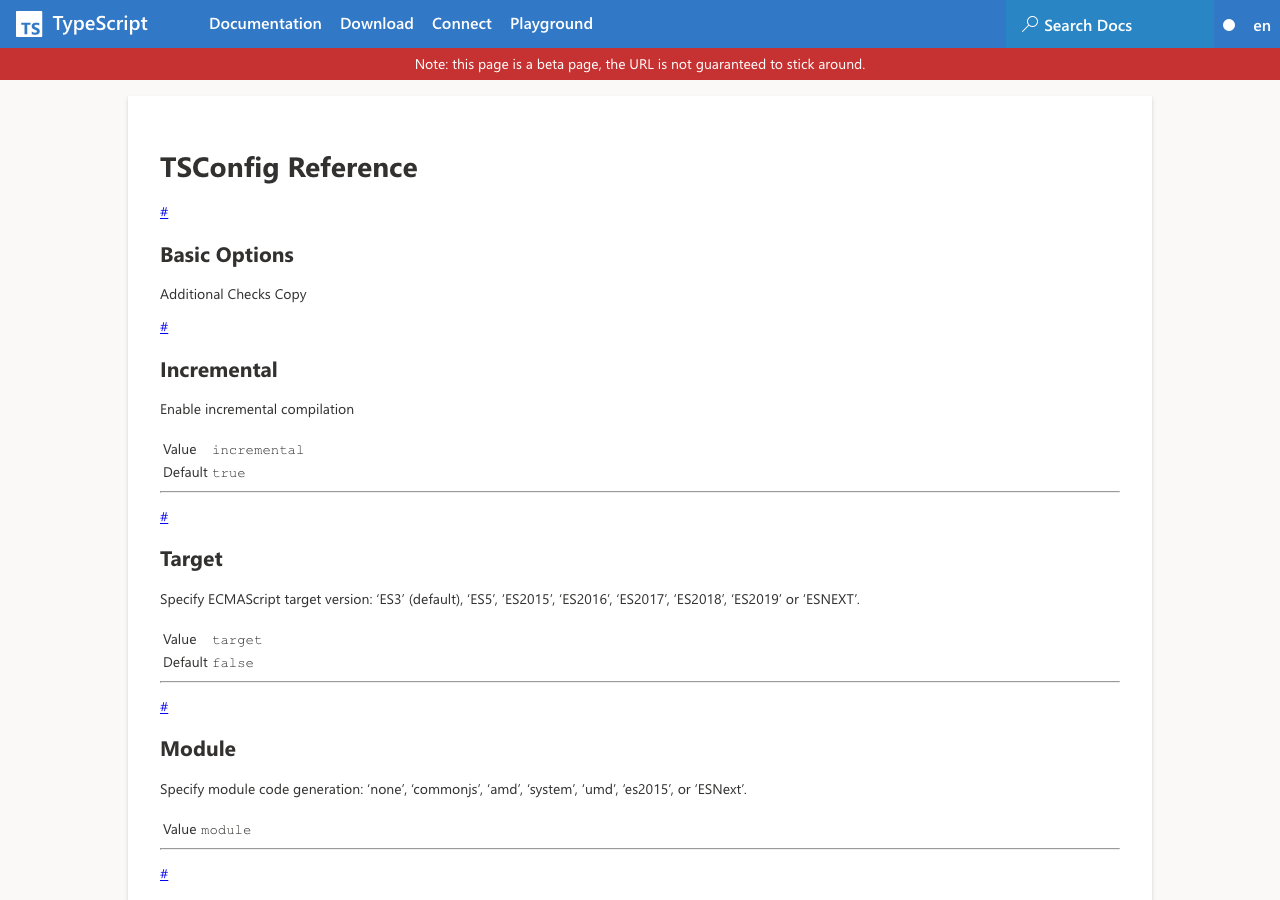 TS TypeScript Documentation Download Connect Playground Search Docs en
Note: this page is a beta page, the URL is not guaranteed to stick around.
TSConfig Reference
#
Basic Options
Additional Checks Copy
#
Incremental
Enable incremental compilation
Value incremental
Default true
#
Target
Specify ECMAScript target version: ‘ES3’ (default), ‘ES5’, ‘ES2015’, ‘ES2016’, ‘ES2017’, ‘ES2018’, ‘ES2019’ or ‘ESNEXT’.
Value target
Default false
#
Module
Specify module code generation: ‘none’, ‘commonjs’, ‘amd’, ‘system’, ‘umd’, ‘es2015’, or ‘ESNext’.
Value module
#